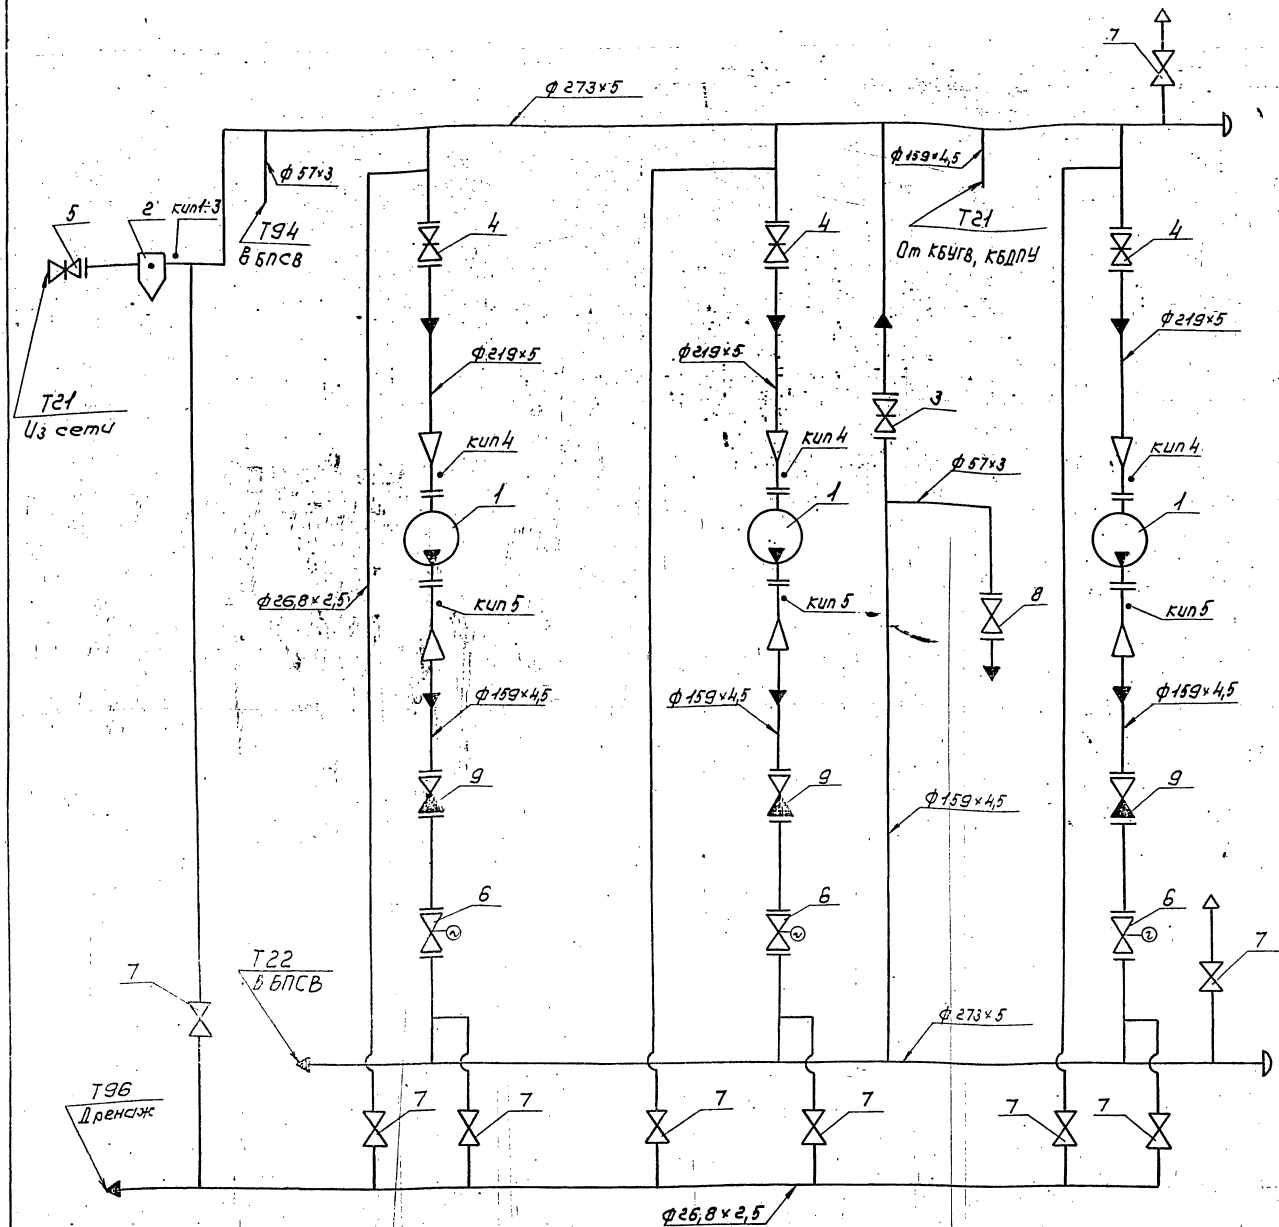 7
ф 273×5
ф 57×3
ф 159×4,5
5
2
кип1÷3
Т94
В БПСВ
4
4
Т21
От КБУГВ, КБДПУ
4
ф 219×5
ф 219×5
ф 219×5
Т21
Из сети
3
кип 4
кип 4
кип 4
ф 57×3
1
1
1
ф 26,8×2,5
кип 5
кип 5
8
кип 5
ф 159×4,5
ф 159×4,5
ф 159×4,5
9
9
9
ф 159×4,5
6
6
6
7
Т22
В БПСВ
7
ф 273×5
Т96
Дренаж
7
7
7
7
7
7
ф 26,8×2,5